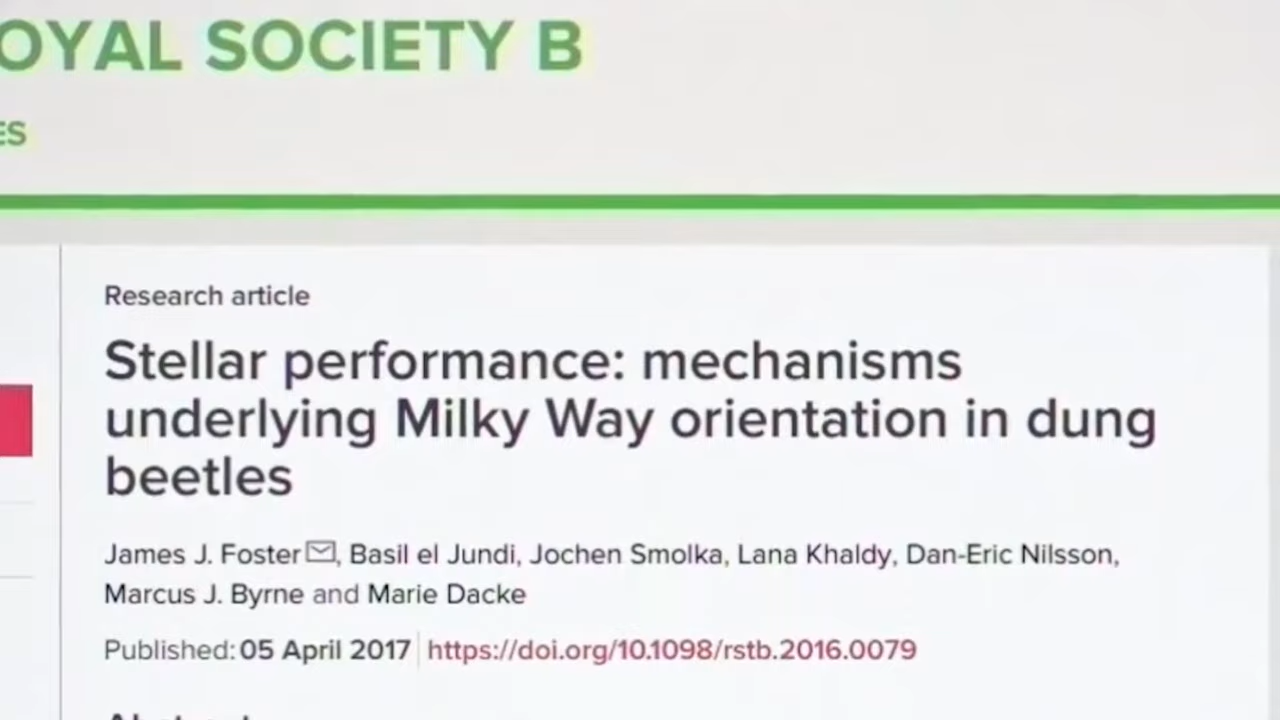 OYAL SOCIETY B
ES
Research article
Stellar performance: mechanisms
underlying Milky Way orientation in dung
beetles
James J. Foster, Basil el Jundi, Jochen Smolka, Lana Khaldy, Dan-Eric Nilsson,
Marcus J. Byrne and Marie Dacke
Published: 05 April 2017 https://doi.org/10.1098/rstb.2016.0079